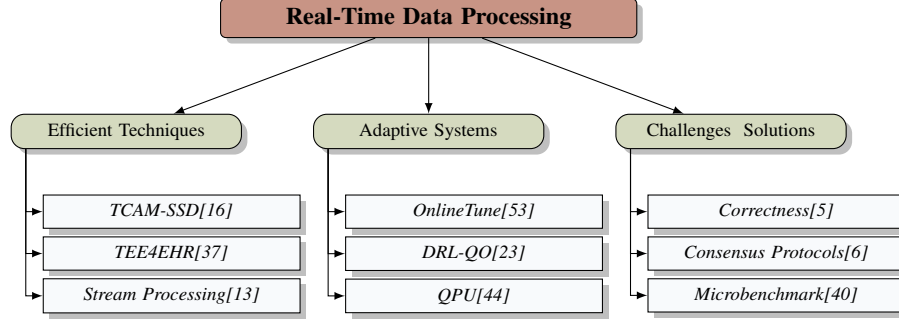 Real-Time Data Processing
Efficient Techniques
TCAM-SSD[16]
TEE4EHR[37]
Stream Processing[13]
Adaptive Systems
OnlineTune[53]
DRL-QO[23]
QPU[44]
Challenges Solutions
Correctness[5]
Consensus Protocols[6]
Microbenchmark[40]